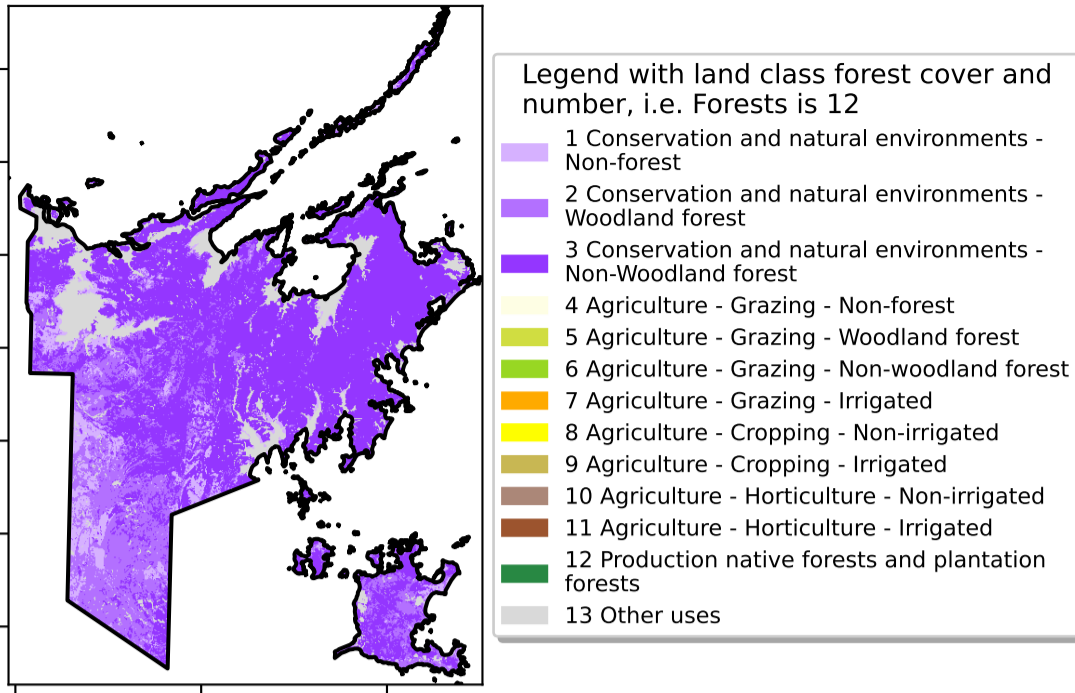 Legend with land class forest cover and
number, i.e. Forests is 12
1 Conservation and natural environments -
Non-forest
2 Conservation and natural environments -
Woodland forest
3 Conservation and natural environments -
Non-Woodland forest
4 Agriculture - Grazing - Non-forest
5 Agriculture - Grazing - Woodland forest
6 Agriculture - Grazing - Non-woodland forest
7 Agriculture - Grazing - Irrigated
8 Agriculture - Cropping - Non-irrigated
9 Agriculture - Cropping - Irrigated
10 Agriculture - Horticulture - Non-irrigated
11 Agriculture - Horticulture - Irrigated
12 Production native forests and plantation
forests
13 Other uses